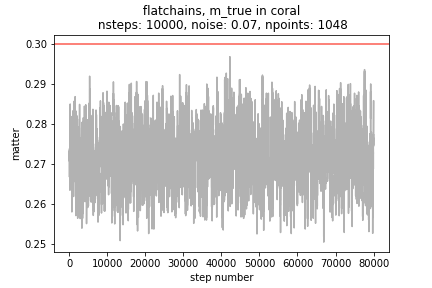 flatchains, m_true in coral
nsteps: 10000, noise: 0.07, npoints: 1048
0.30
0.29
0.28
0.27
0.26
0.25
matter
0 10000 20000 30000 40000 50000 60000 70000 80000
step number